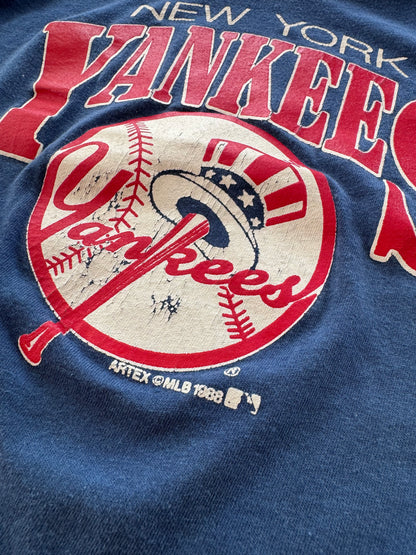 NEW YORK
YANKEES
Yankees
®
ARTEX ©MLB 1988